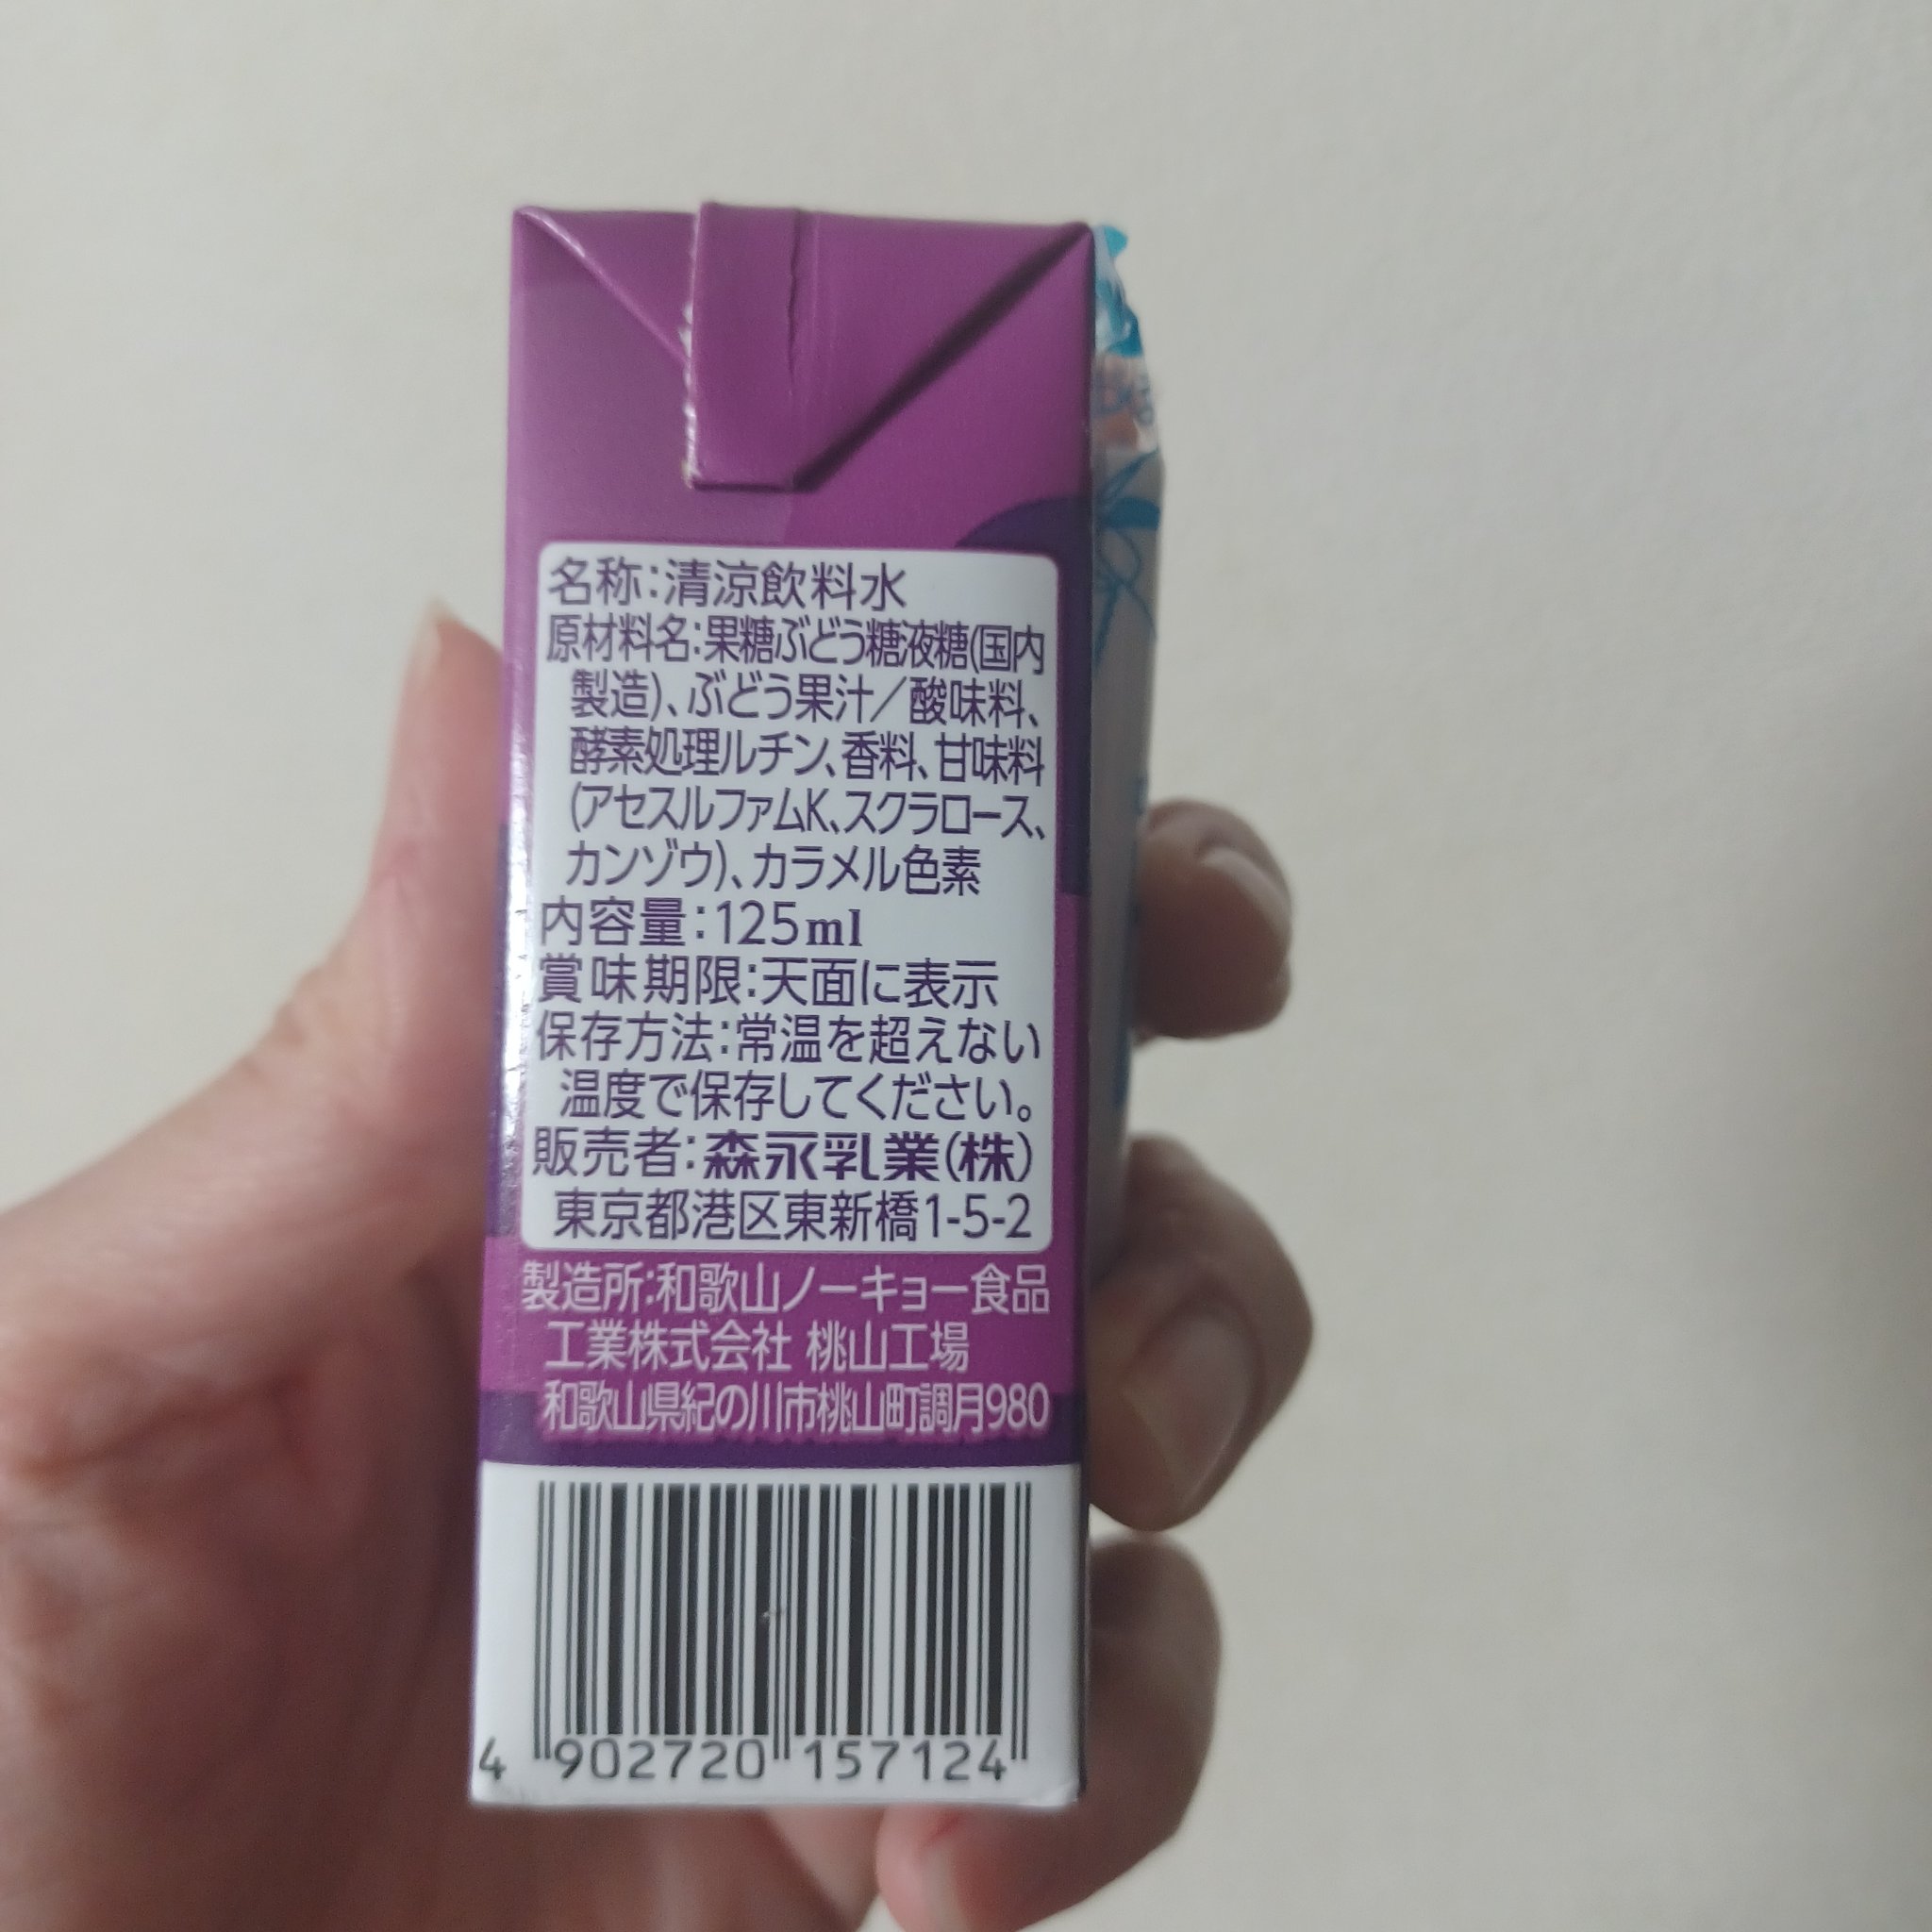 名称:清涼飲料水
原材料名:果糖ぶどう糖液糖(国内
製造)、ぶどう果汁/酸味料、
酵素処理ルチン、香料、甘味料
(アセスルファムK、スクラロース、
カンゾウ)、カラメル色素
内容量:125ml
賞味期限:天面に表示
保存方法:常温を超えない
温度で保存してください。
販売者:森永乳業(株)
東京都港区東新橋1-5-2
製造所:和歌山ノーキョー食品
工業株式会社 桃山工場
和歌山県紀の川市桃山町調月980
4 902720 157124